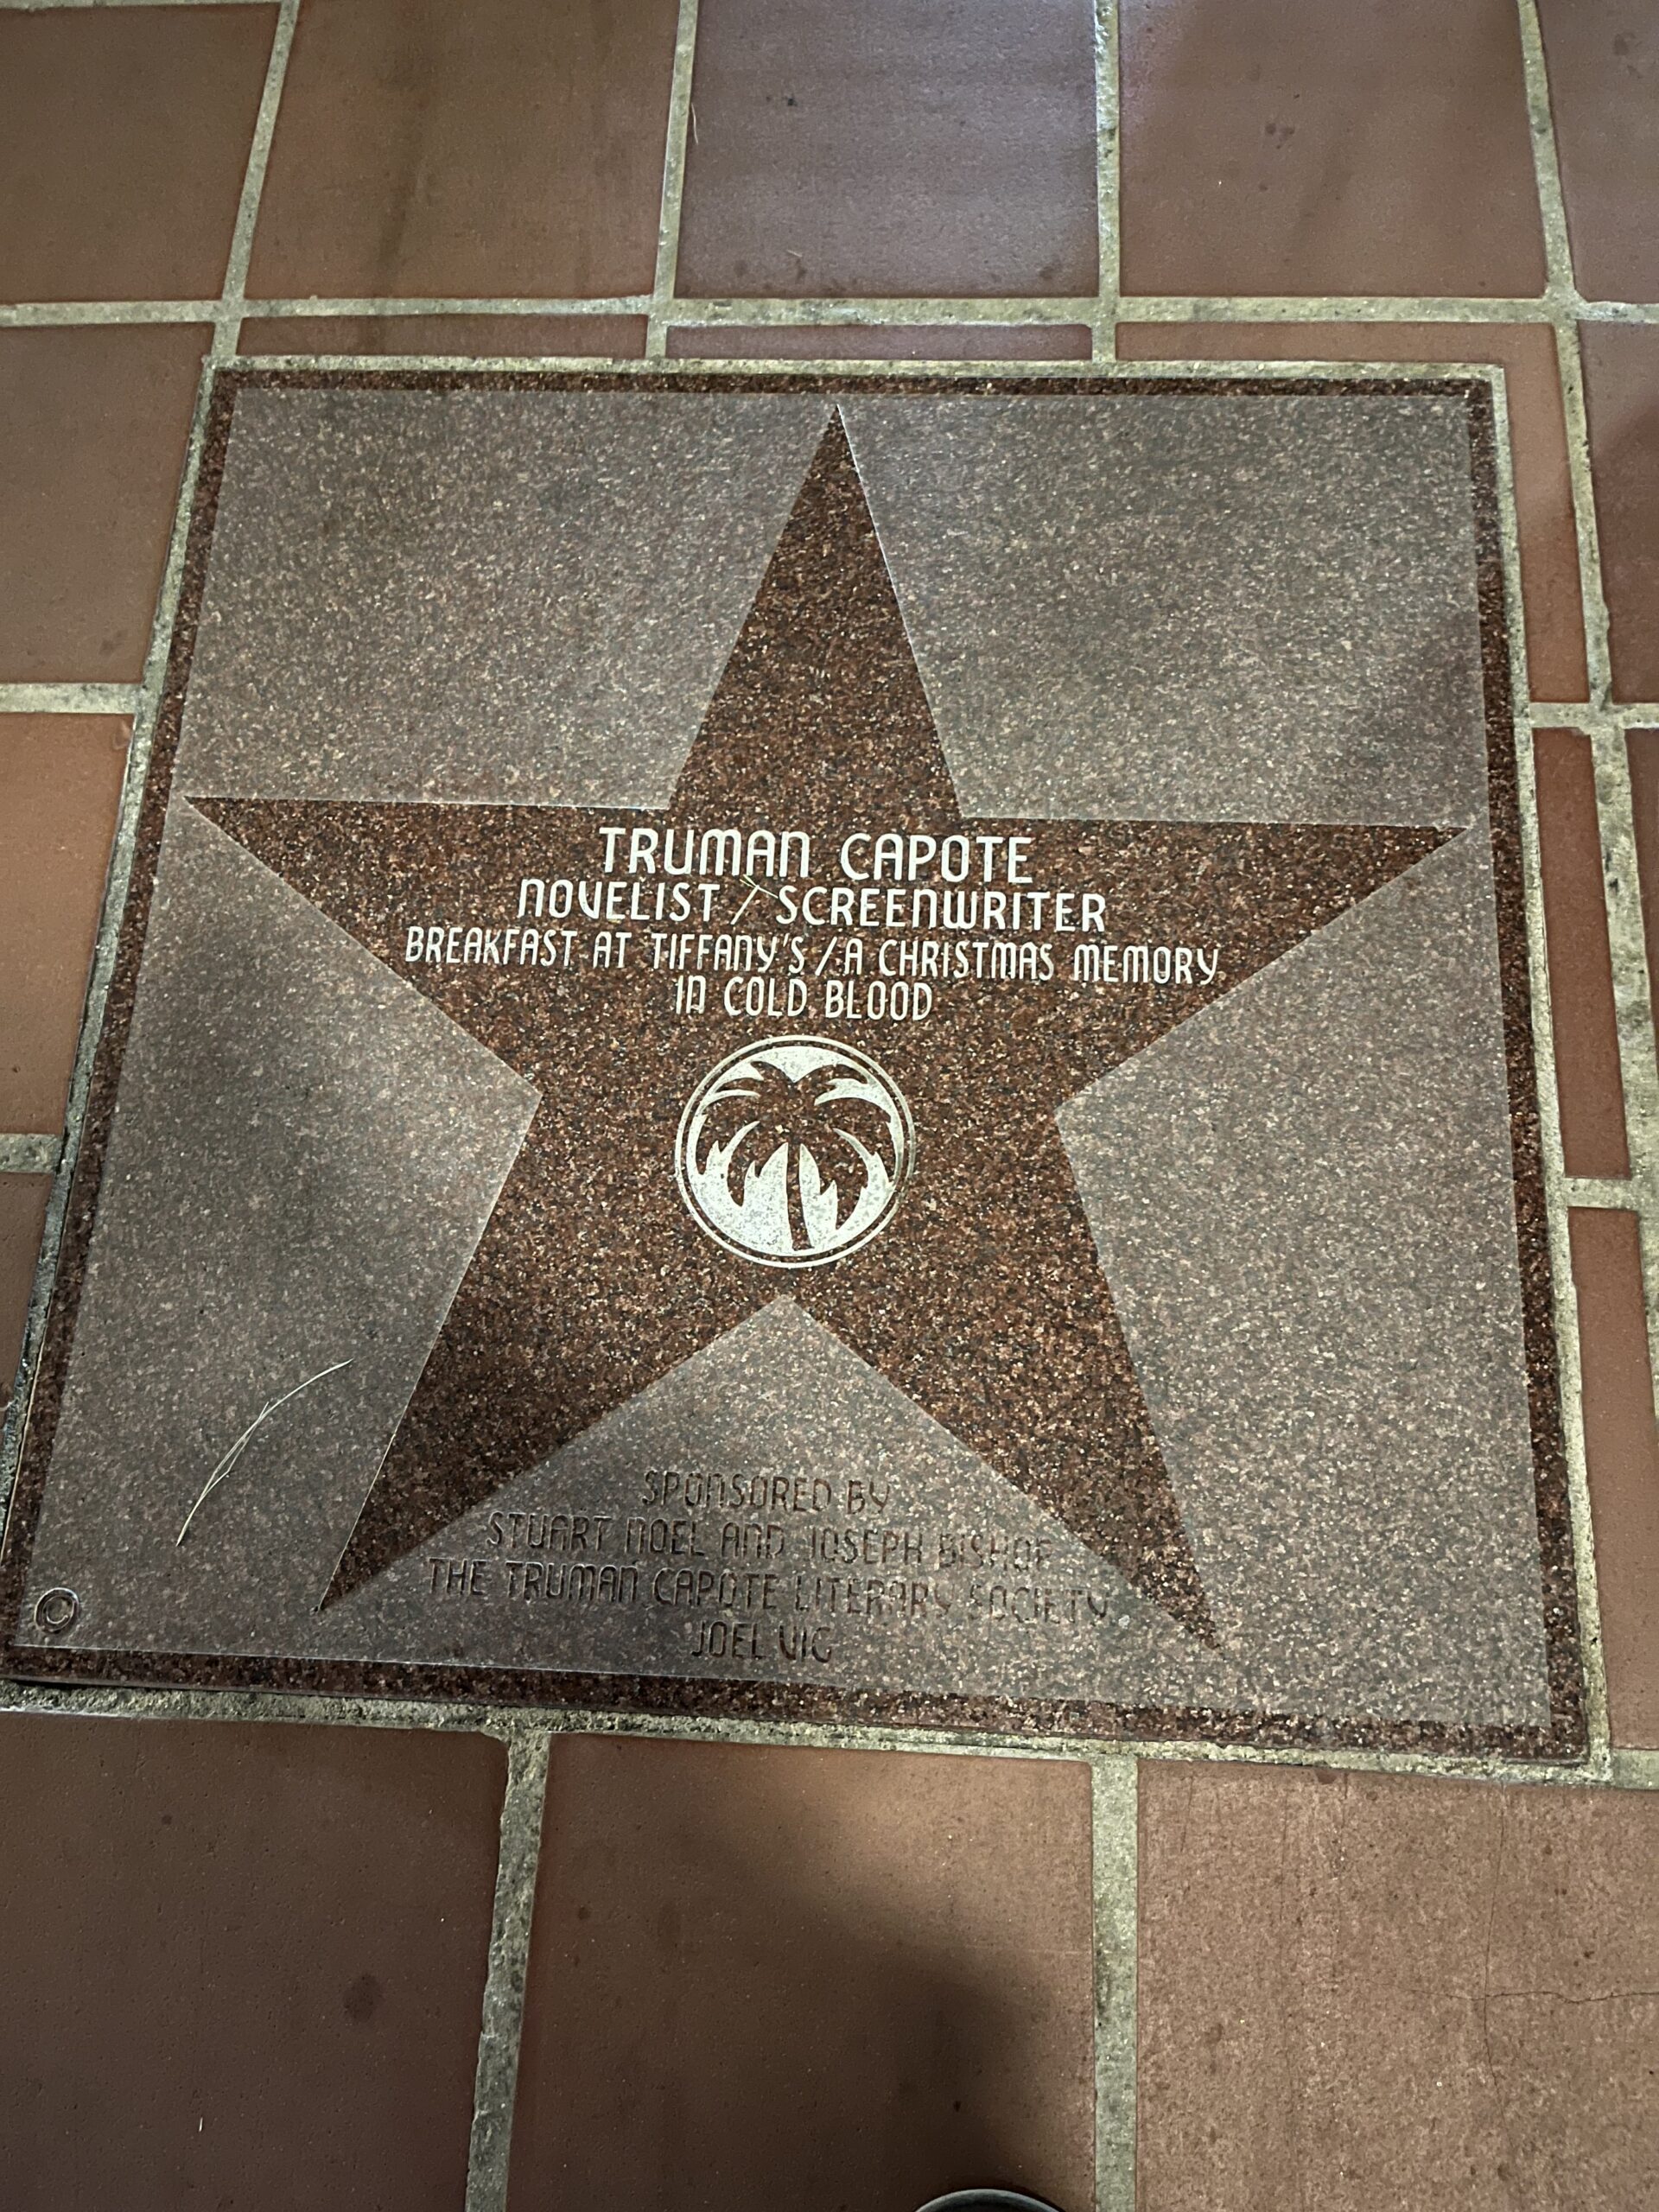 TRUMAN CAPOTE
NOVELIST / SCREENWRITER
BREAKFAST AT TIFFANY'S / A CHRISTMAS MEMORY
IN COLD BLOOD
SPONSORED BY
STUART NOEL AND JOSEPH BISHOP
THE TRUMAN CAPOTE LITERARY SOCIETY
JOEL VIG
©